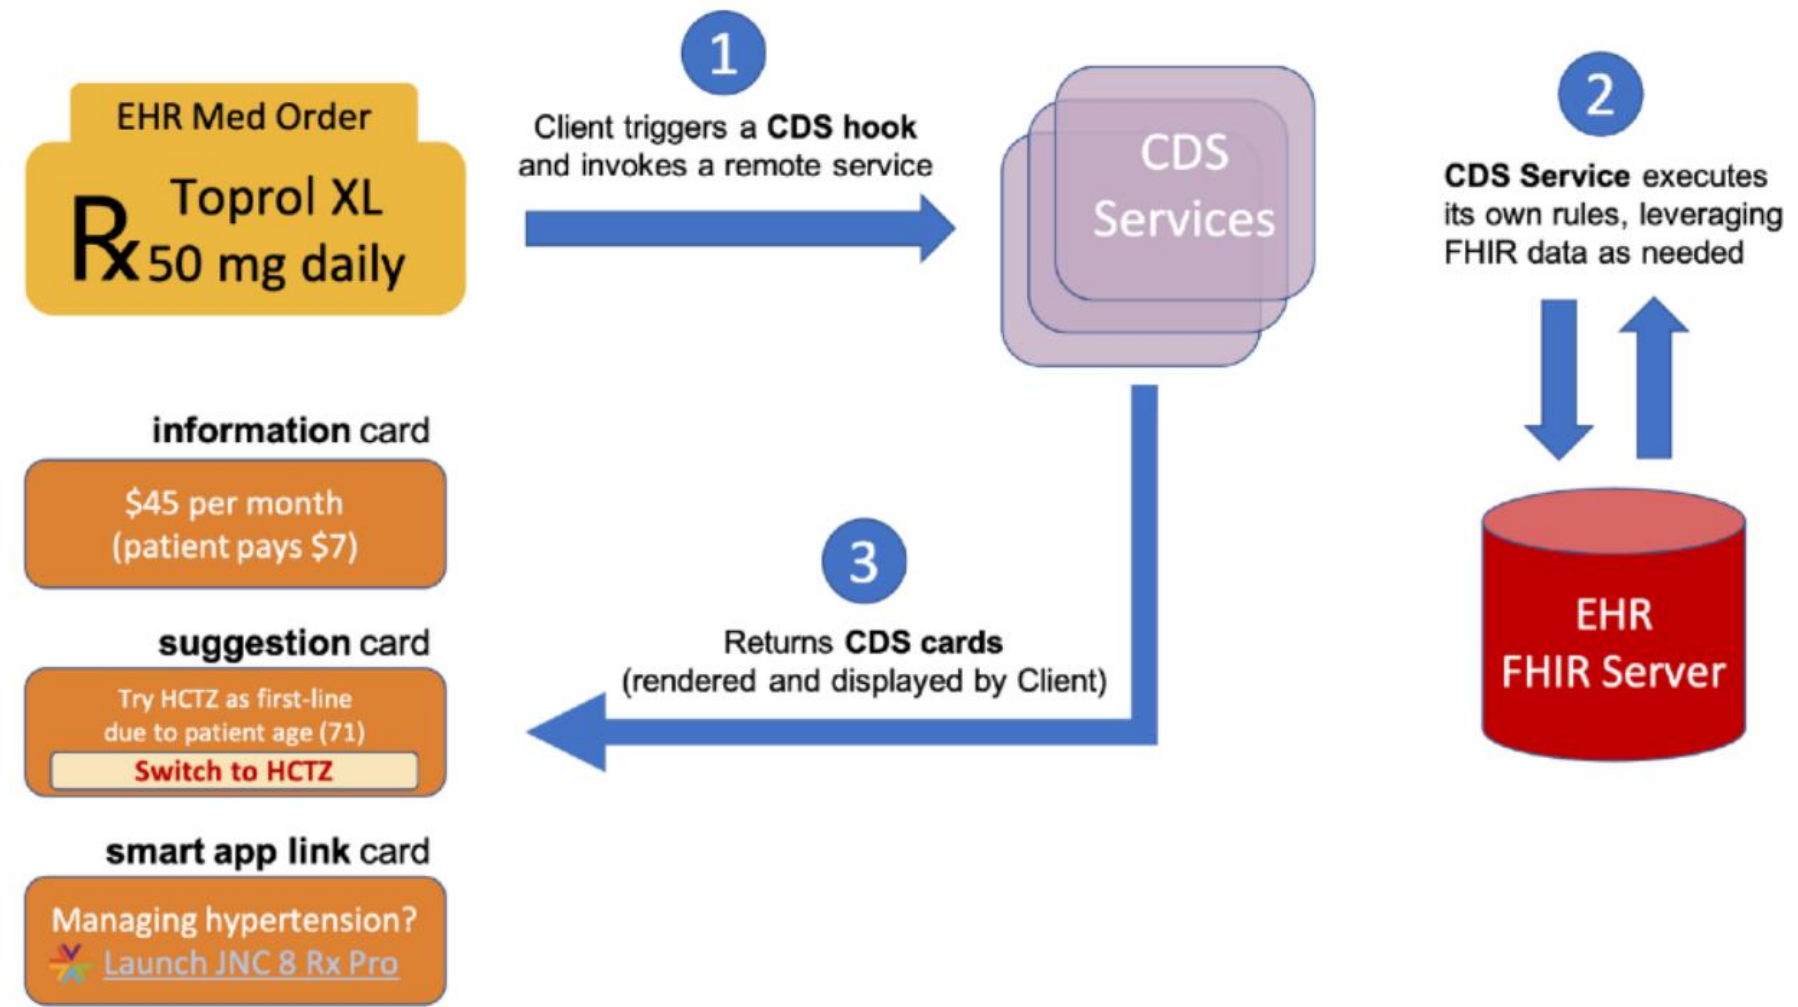 EHR Med Order
Rx
Toprol XL
50 mg daily
1
Client triggers a CDS hook
and invokes a remote service
CDS
Services
2
CDS Service executes
its own rules, leveraging
FHIR data as needed
EHR
FHIR Server
3
Returns CDS cards
(rendered and displayed by Client)
information card
$45 per month
(patient pays $7)
suggestion card
Try HCTZ as first-line
due to patient age (71)
Switch to HCTZ
smart app link card
Managing hypertension?
Launch JNC 8 Rx Pro